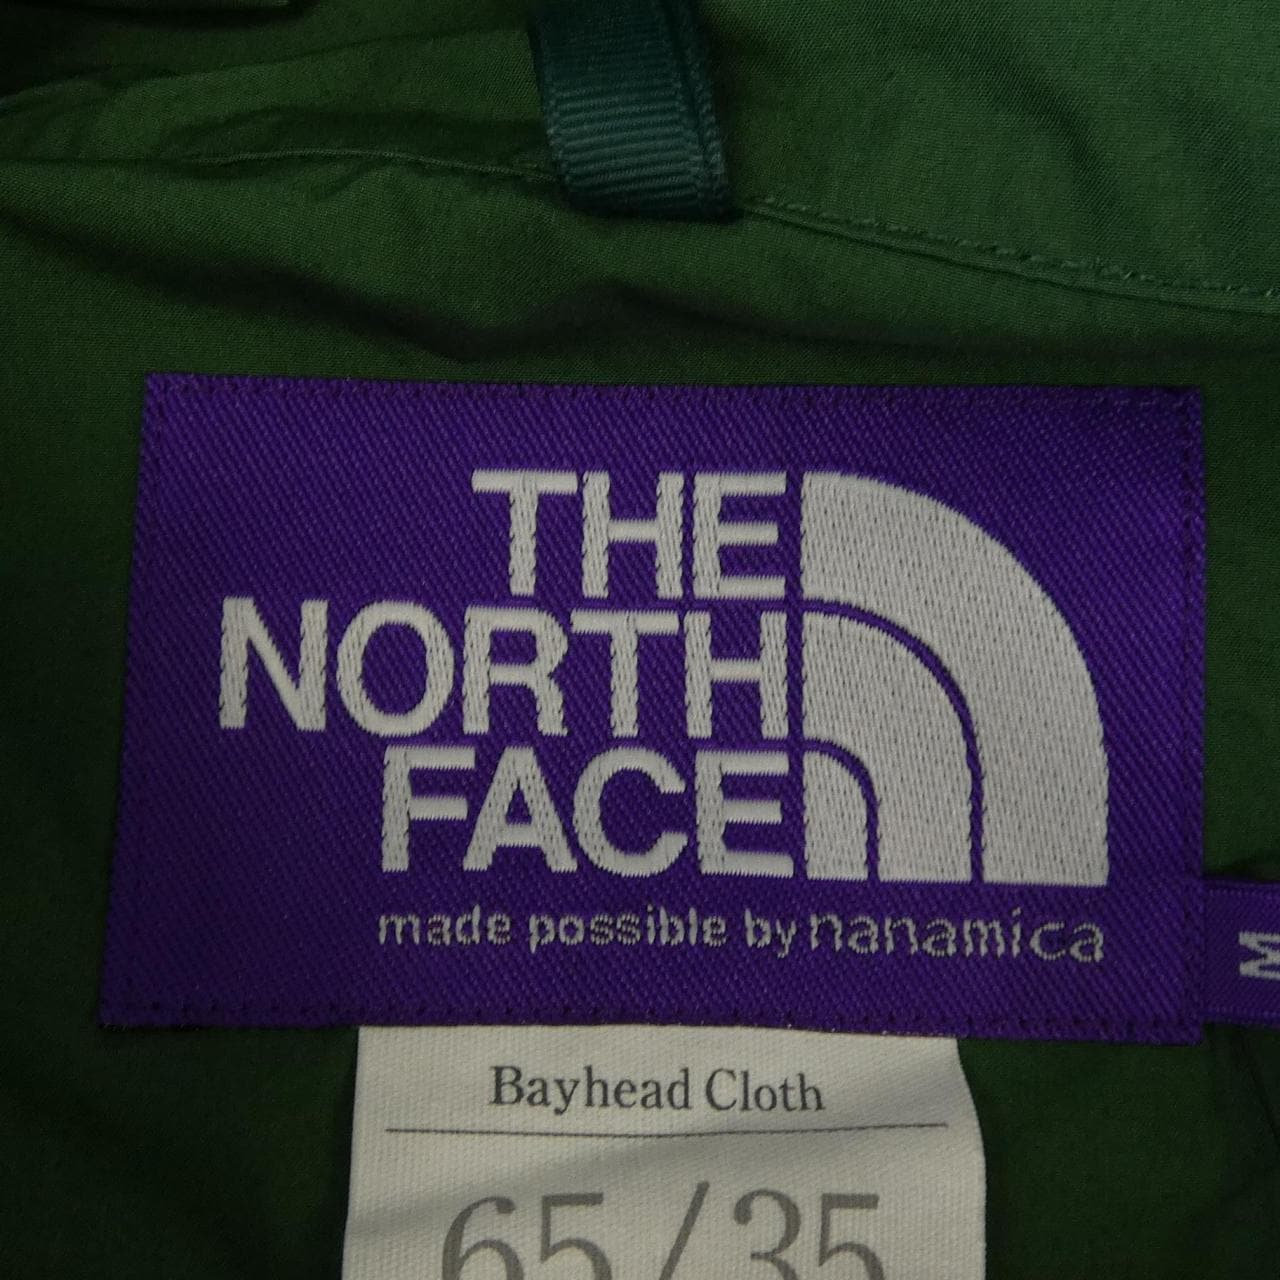 THE
NORTH
FACE
made possible by nanamica
M
Bayhead Cloth
65/35